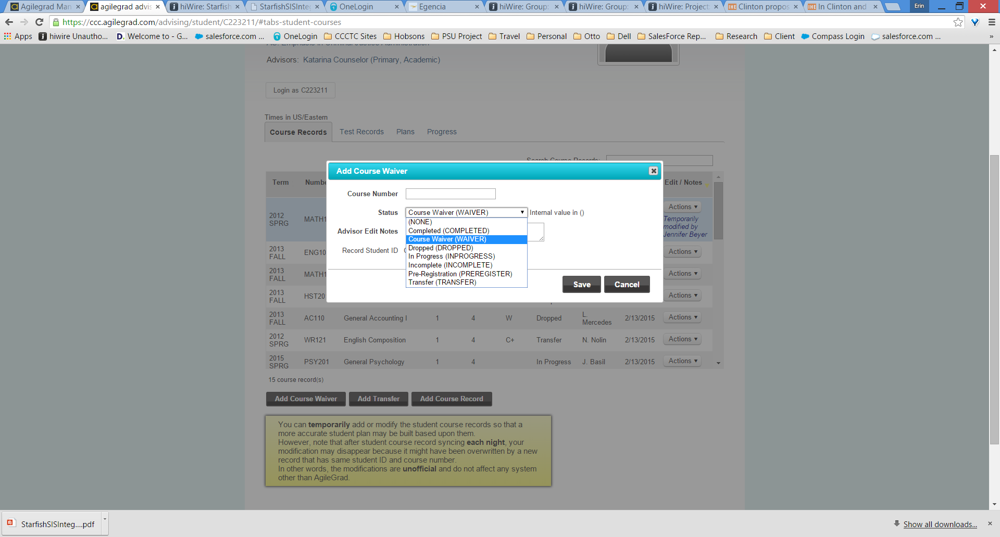 Agilegrad Man
agilegrad advis
hiWire: Starfish
StarfishSISInteg
OneLogin
Egencia
hiWire: Group:
hiWire: Group:
hiWire: Project:
Clinton propos
In Clinton and
Erin
https://ccc.agilegrad.com/advising/student/C223211/#tabs-student-courses
Apps
hiwire Unautho...
Welcome to - G...
salesforce.com ...
OneLogin
CCCTC Sites
Hobsons
PSU Project
Travel
Personal
Otto
Dell
SalesForce Rep...
Research
Client
Compass Login
salesforce.com ...
»
Advisors: Katarina Counselor (Primary, Academic)
Login as C223211
Times in US/Eastern
Course Records
Test Records
Plans
Progress
Search Course Records:
Term
Numbe
Edit / Notes
2012 SPRG
MATH1
Actions ▾
Temporarily
modified by
Jennifer Beyer
2013 FALL
ENG10
Actions ▾
2013 FALL
MATH1
Actions ▾
2013 FALL
HST20
Actions ▾
2013 FALL AC110 General Accounting I 1 4 W Dropped L. Mercedes 2/13/2015 Actions ▾
2012 SPRG WR121 English Composition 1 4 C+ Transfer N. Nolin 2/13/2015 Actions ▾
2015 SPRG PSY201 General Psychology 1 4 In Progress J. Basil 2/13/2015 Actions ▾
Add Course Waiver
Course Number
Status
Course Waiver (WAIVER)
Internal value in ()
(NONE)
Completed (COMPLETED)
Course Waiver (WAIVER)
Dropped (DROPPED)
In Progress (INPROGRESS)
Incomplete (INCOMPLETE)
Pre-Registration (PREREGISTER)
Transfer (TRANSFER)
Advisor Edit Notes
Record Student ID
Save
Cancel
15 course record(s)
Add Course Waiver
Add Transfer
Add Course Record
You can temporarily add or modify the student course records so that a
more accurate student plan may be built based upon them.
However, note that after student course record syncing each night, your
modification may disappear because it might have been overwritten by a new
record that has same student ID and course number.
In other words, the modifications are unofficial and do not affect any system
other than AgileGrad.
StarfishSISInteg....pdf
Show all downloads...